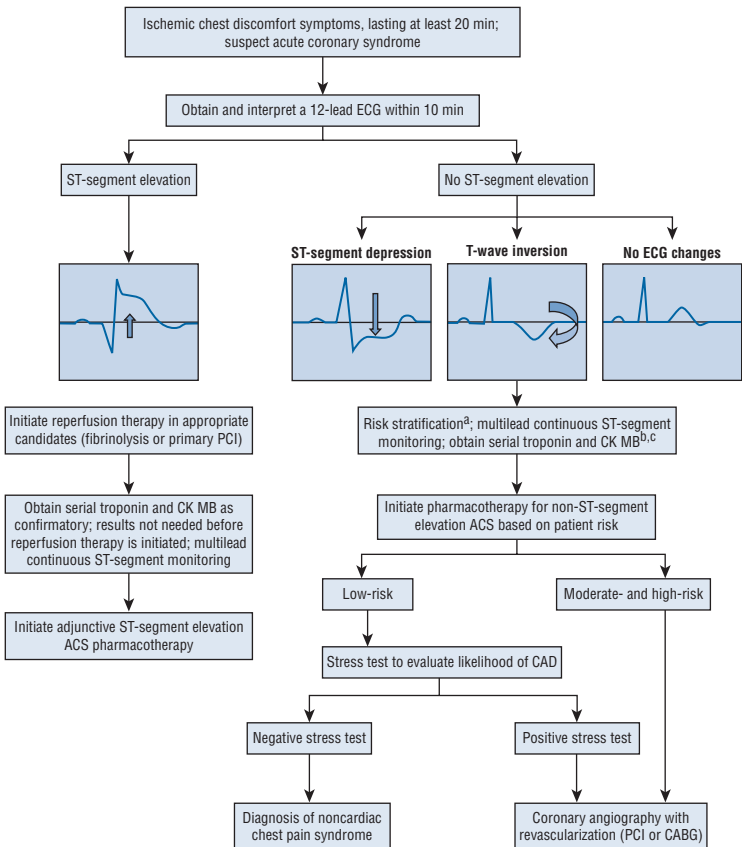 Ischemic chest discomfort symptoms, lasting at least 20 min;
suspect acute coronary syndrome
Obtain and interpret a 12-lead ECG within 10 min
ST-segment elevation
No ST-segment elevation
ST-segment depression
T-wave inversion
No ECG changes
Initiate reperfusion therapy in appropriate
candidates (fibrinolysis or primary PCI)
Risk stratificationa; multilead continuous ST-segment
monitoring; obtain serial troponin and CK MBb,c
Obtain serial troponin and CK MB as
confirmatory; results not needed before
reperfusion therapy is initiated; multilead
continuous ST-segment monitoring
Initiate pharmacotherapy for non-ST-segment
elevation ACS based on patient risk
Low-risk
Moderate- and high-risk
Initiate adjunctive ST-segment elevation
ACS pharmacotherapy
Stress test to evaluate likelihood of CAD
Negative stress test
Positive stress test
Diagnosis of noncardiac
chest pain syndrome
Coronary angiography with
revascularization (PCI or CABG)